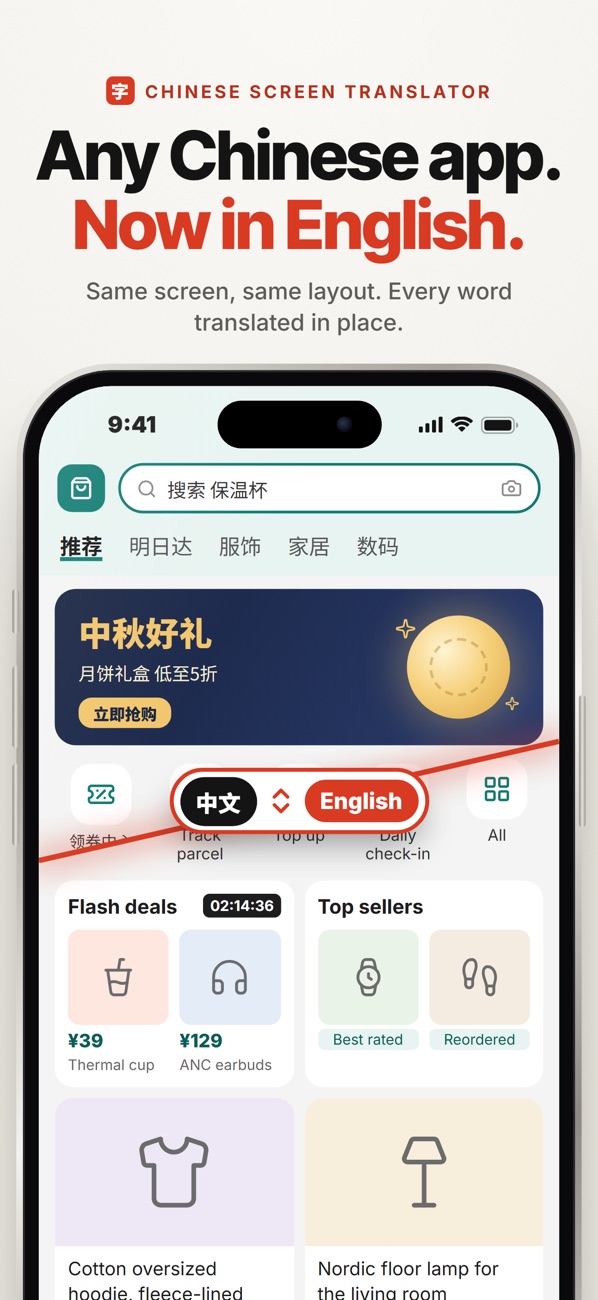 字 CHINESE SCREEN TRANSLATOR
Any Chinese app.
Now in English.
Same screen, same layout. Every word
translated in place.
9:41
搜索 保温杯
推荐 明日达 服饰 家居 数码
中秋好礼
月饼礼盒 低至5折
立即抢购
中文 English
领券中心 Track Top up Daily All
parcel check-in
Flash deals 02:14:36 Top sellers
¥39 ¥129 Best rated Reordered
Thermal cup ANC earbuds
Cotton oversized Nordic floor lamp for
hoodie, fleece-lined the living room